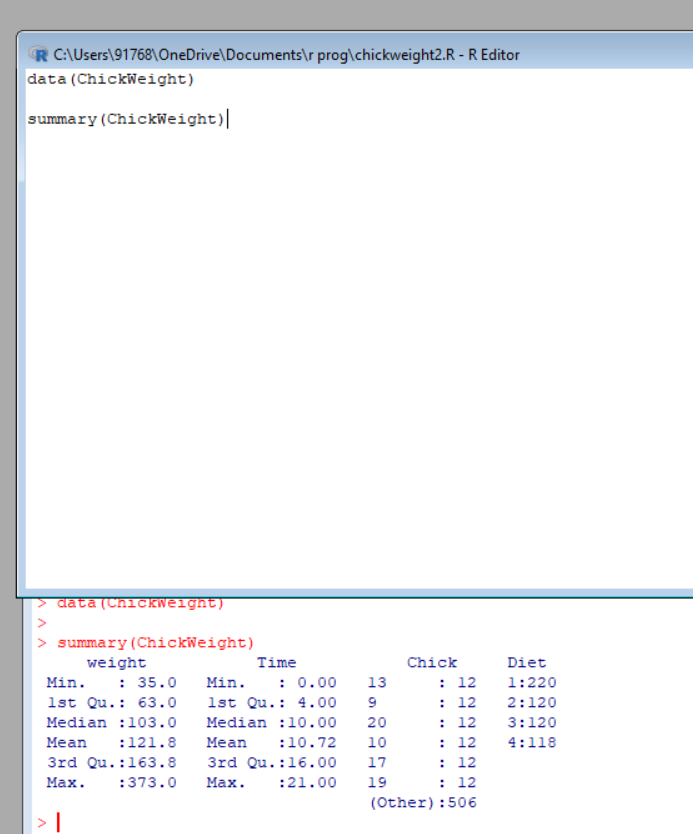 C:\Users\91768\OneDrive\Documents\r prog\chickweight2.R - R Editor
data(ChickWeight)
summary(ChickWeight)
> data(ChickWeight)
>
> summary(ChickWeight)
     weight           Time           Chick     Diet
 Min.   : 35.0   Min.   : 0.00   13     : 12   1:220
 1st Qu.: 63.0   1st Qu.: 4.00   9      : 12   2:120
 Median :103.0   Median :10.00   20     : 12   3:120
 Mean   :121.8   Mean   :10.72   10     : 12   4:118
 3rd Qu.:163.8   3rd Qu.:16.00   17     : 12
 Max.   :373.0   Max.   :21.00   19     : 12
                                 (Other):506
>